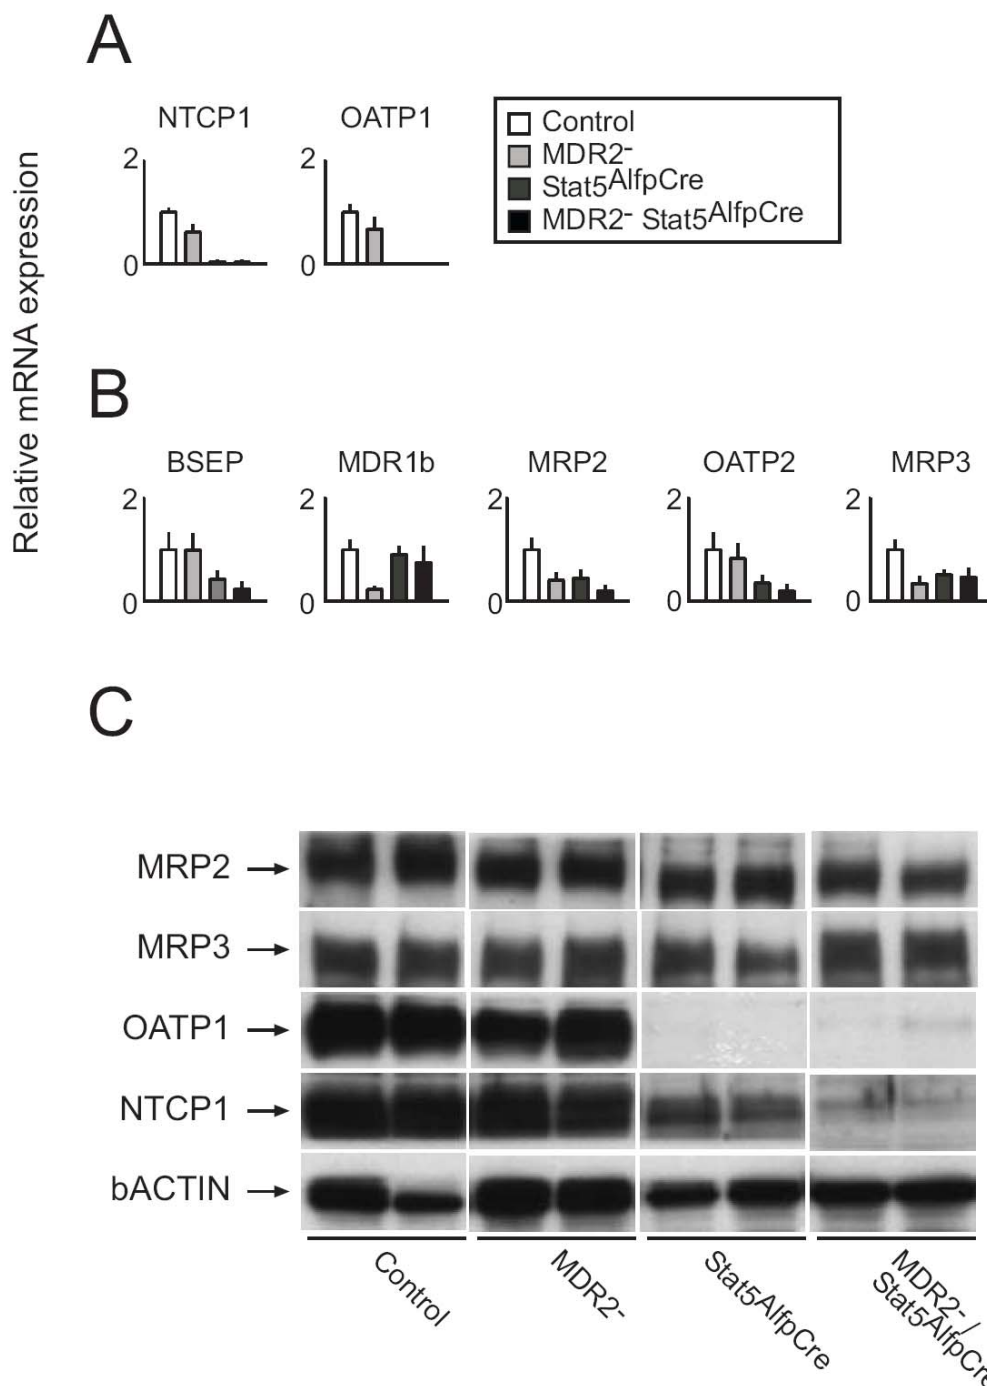 A
NTCP1
OATP1
Control
MDR2-
Stat5AlfpCre
MDR2- Stat5AlfpCre
2
0
2
0
Relative mRNA expression
B
BSEP
MDR1b
MRP2
OATP2
MRP3
2
0
2
0
2
0
2
0
2
0
C
MRP2
MRP3
OATP1
NTCP1
bACTIN
Control
MDR2-
Stat5AlfpCre
MDR2-/
Stat5AlfpCre